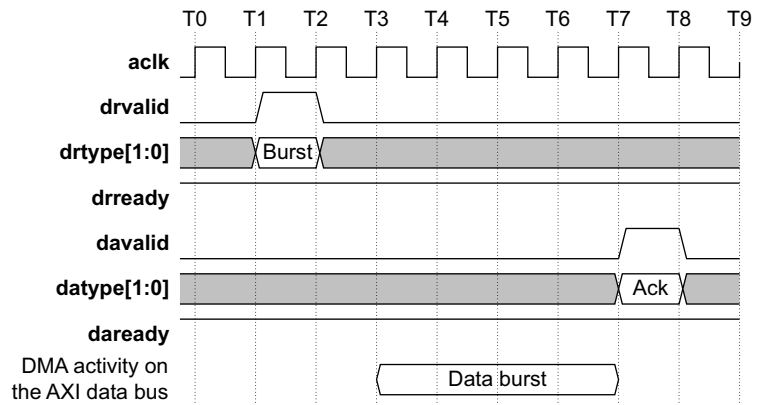 T0 T1 T2 T3 T4 T5 T6 T7 T8 T9
aclk
drvalid
drtype[1:0] Burst
drready
davalid
datype[1:0] Ack
daready
DMA activity on
the AXI data bus Data burst